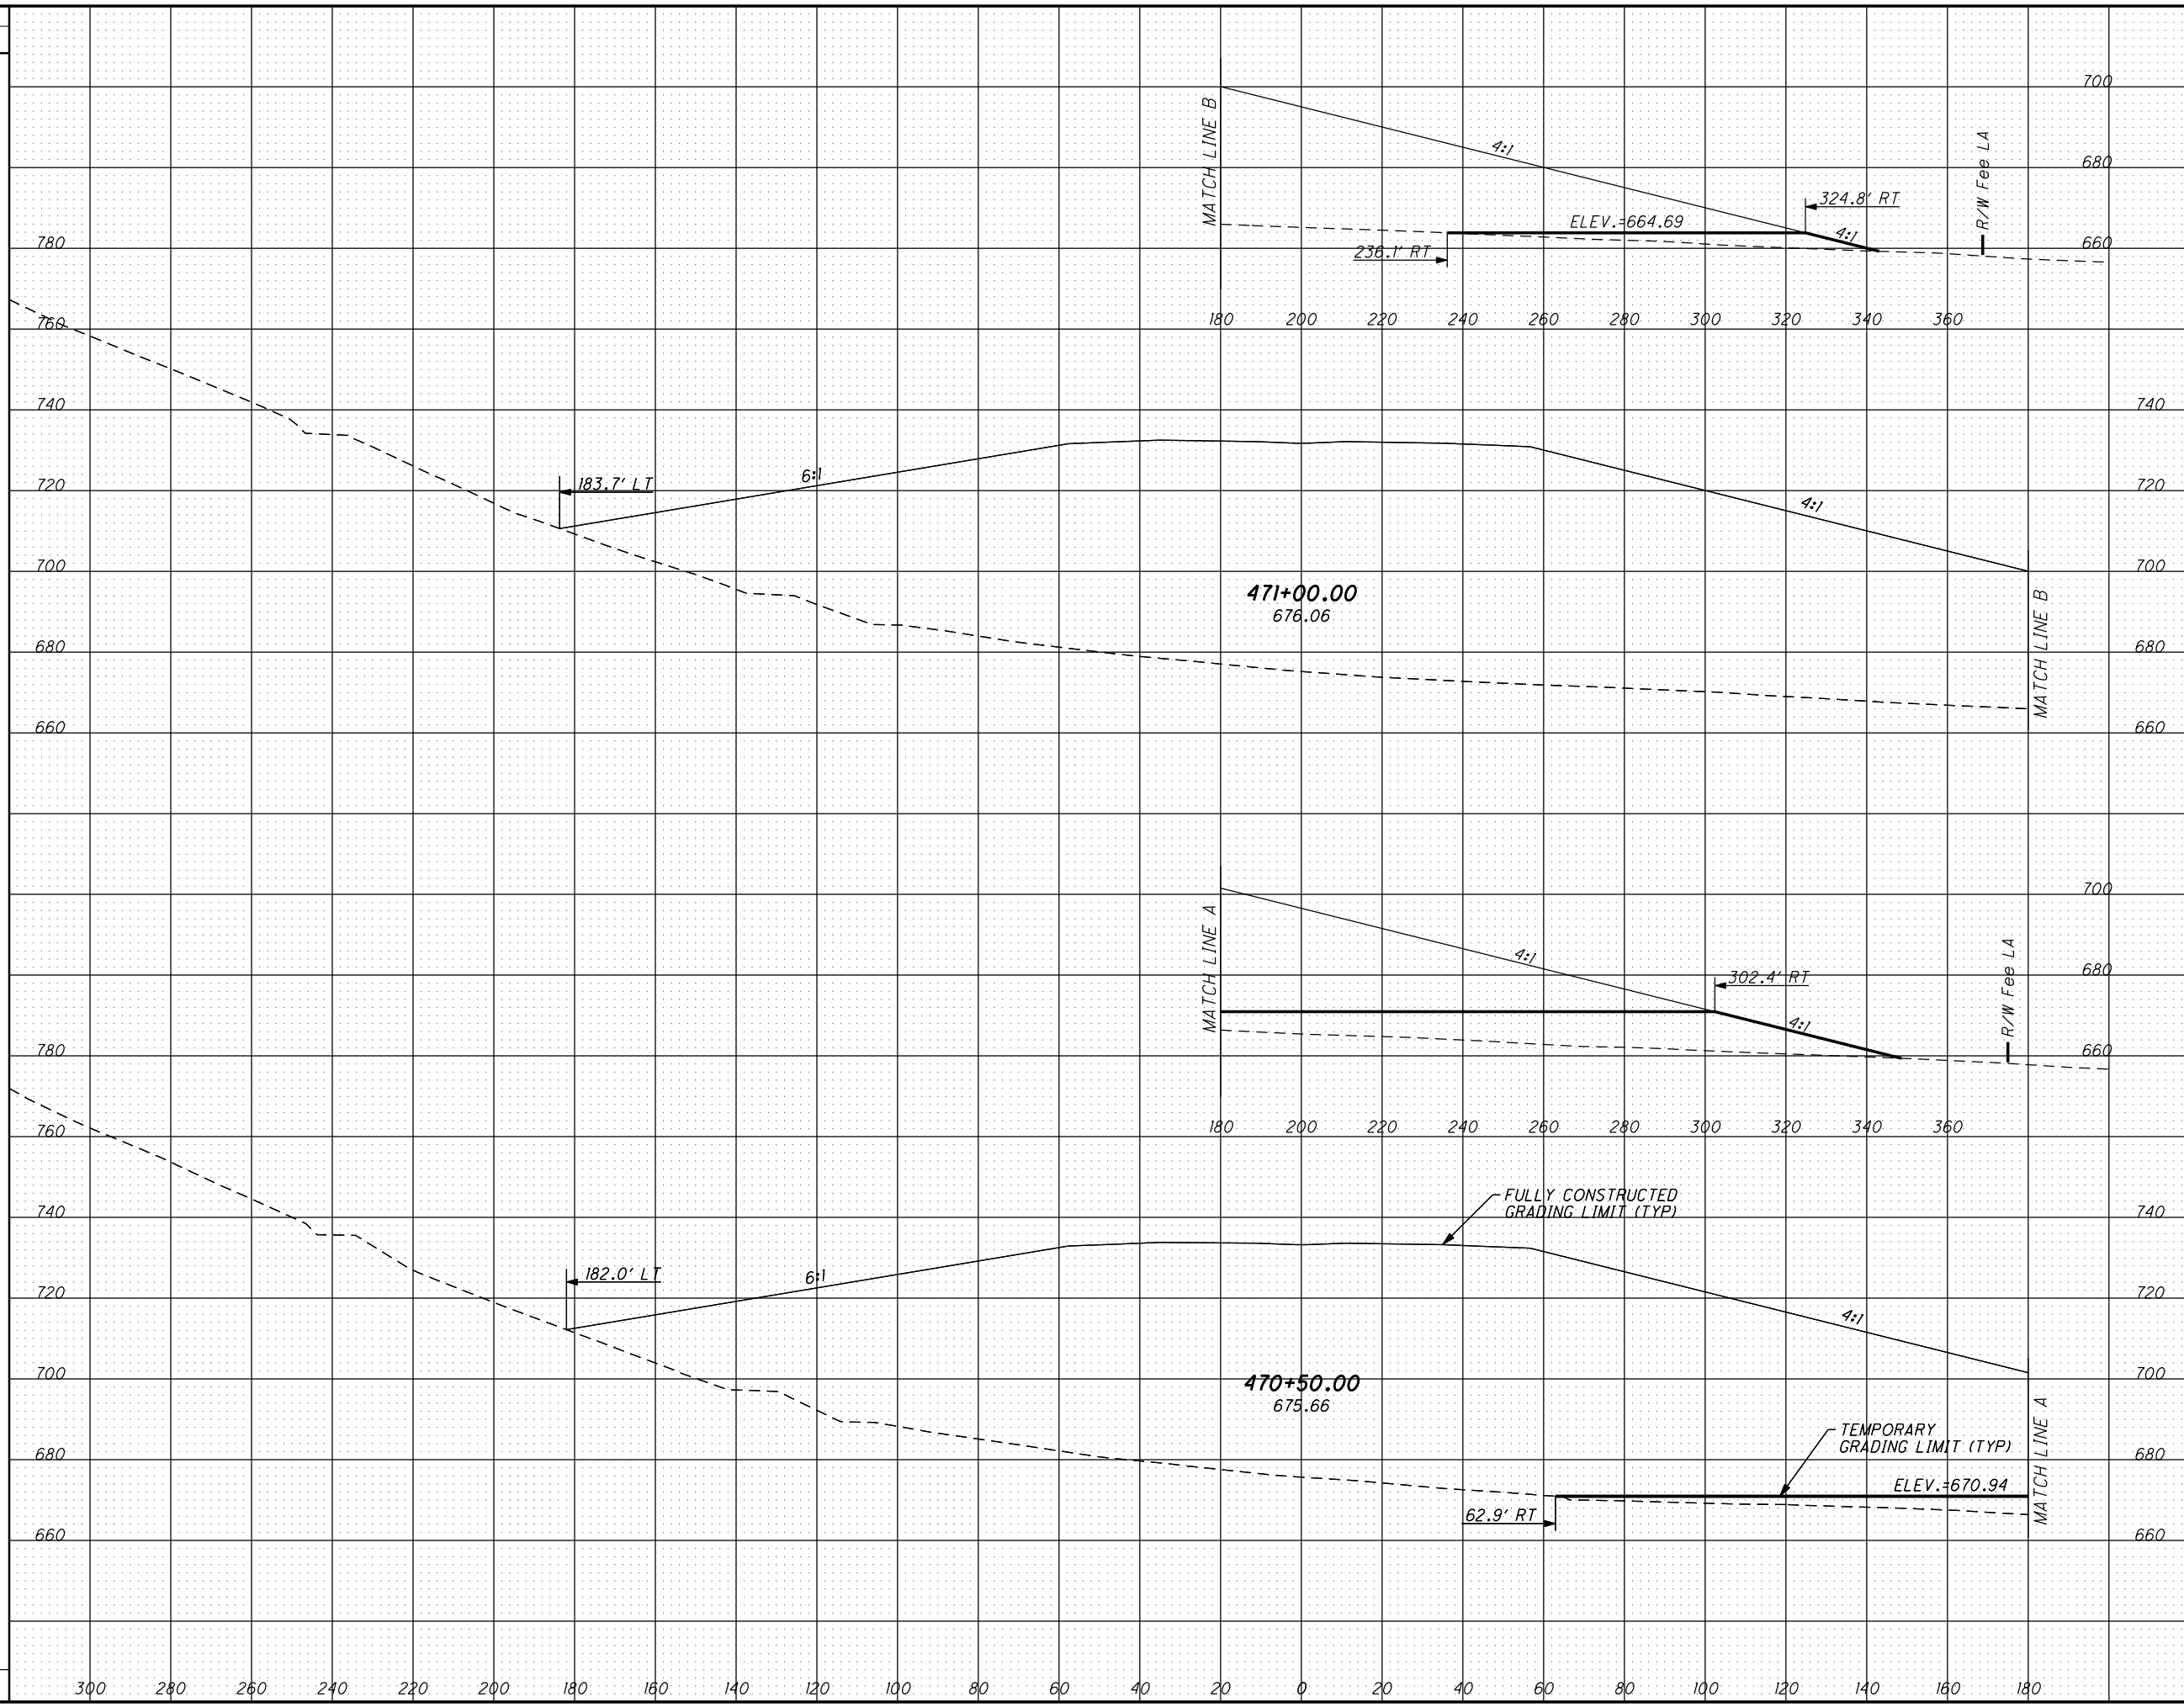 700
MATCH LINE B
4:1
680
R/W Fee LA
324.8' RT
ELEV.=664.69
4:1
780
236.1' RT
660
760
180 200 220 240 260 280 300 320 340 360
740
740
720
183.7' LT
6:1
4:1
720
700
700
471+00.00
676.06
MATCH LINE B
680
680
660
660
700
MATCH LINE A
4:1
680
302.4' RT
R/W Fee LA
4:1
780
660
760
180 200 220 240 260 280 300 320 340 360
FULLY CONSTRUCTED
GRADING LIMIT (TYP)
740
740
182.0' LT
6:1
720
4:1
720
700
700
470+50.00
675.66
MATCH LINE A
TEMPORARY
GRADING LIMIT (TYP)
680
680
ELEV.=670.94
62.9' RT
660
660
300 280 260 240 220 200 180 160 140 120 100 80 60 40 20 0 20 40 60 80 100 120 140 160 180